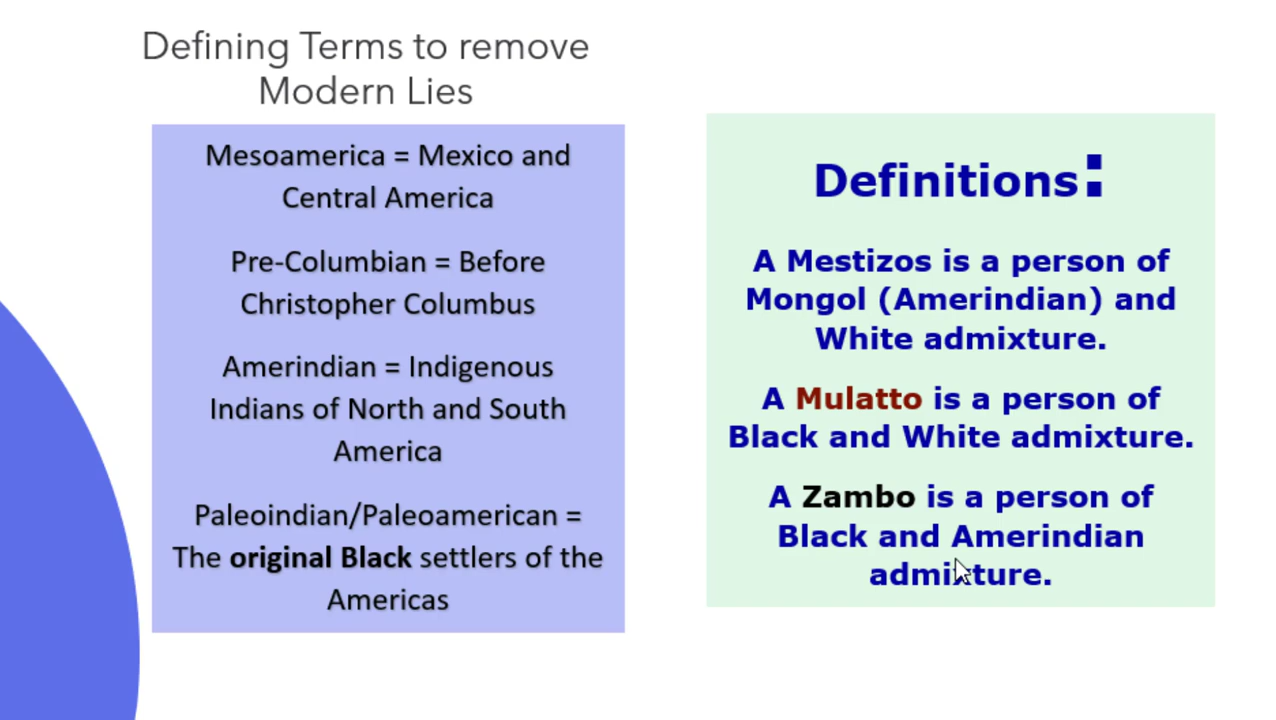 Defining Terms to remove
Modern Lies
Mesoamerica = Mexico and
Central America
Pre-Columbian = Before
Christopher Columbus
Amerindian = Indigenous
Indians of North and South
America
Paleoindian/Paleoamerican =
The original Black settlers of the
Americas
Definitions:
A Mestizos is a person of
Mongol (Amerindian) and
White admixture.
A Mulatto is a person of
Black and White admixture.
A Zambo is a person of
Black and Amerindian
admixture.